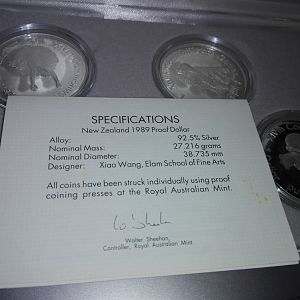 SPECIFICATIONS
New Zealand 1989 Proof Dollar
Alloy: 92.5% Silver
Nominal Mass: 27.216 grams
Nominal Diameter: 38.735 mm
Designer: Xiao Wang, Elam School of Fine Arts
All coins have been struck individually using proof
coining presses at the Royal Australian Mint.
Walter Sheehan,
Controller, Royal Australian Mint